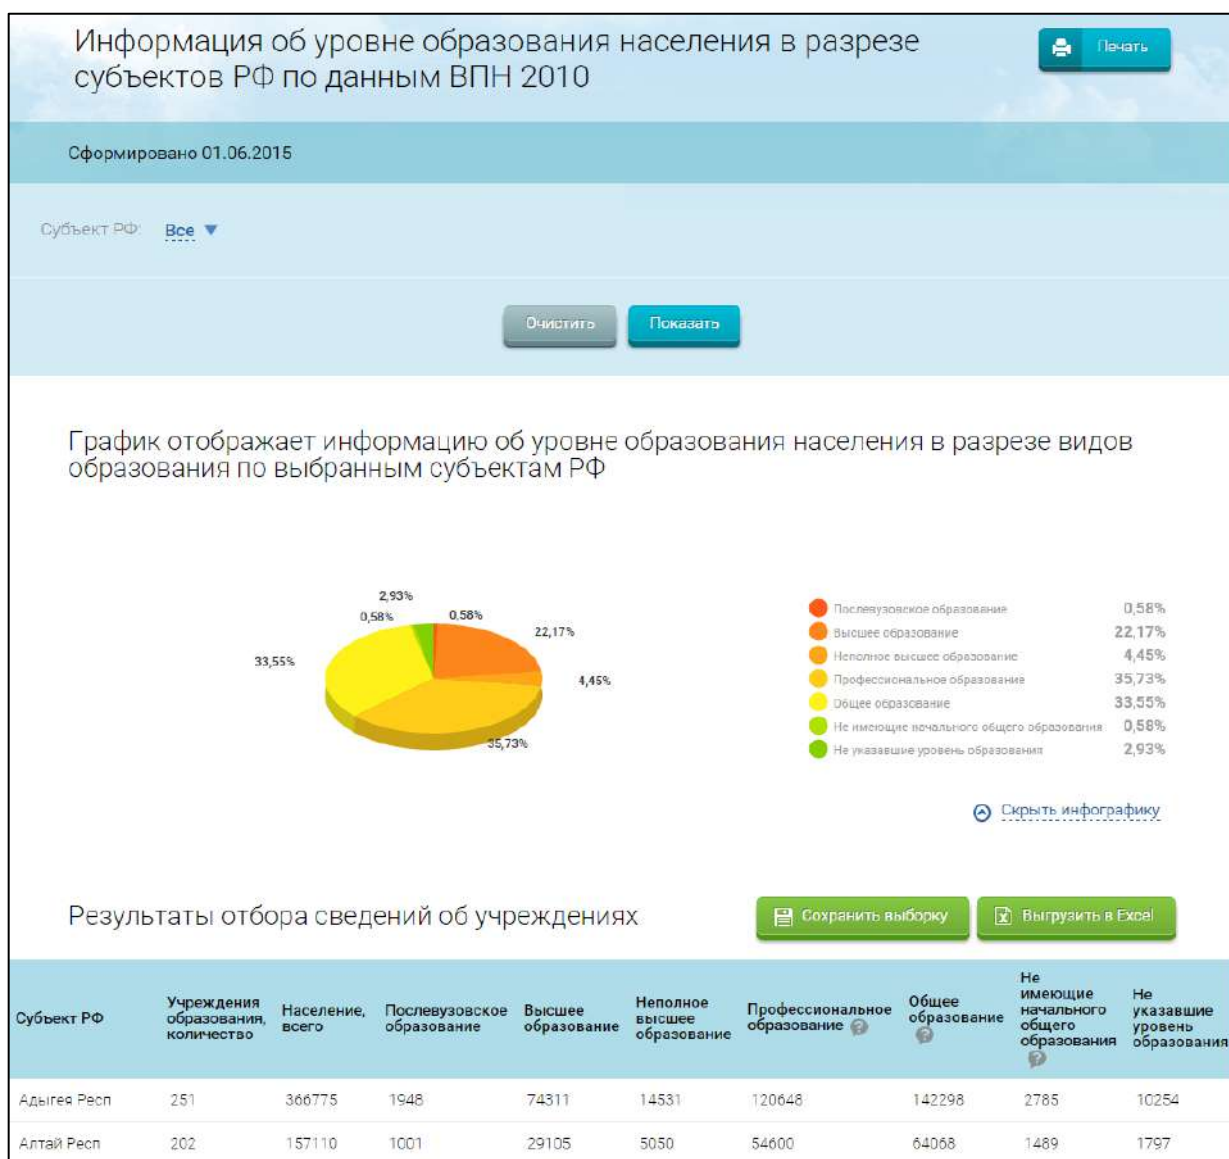 Информация об уровне образования населения в разрезе
субъектов РФ по данным ВПН 2010
Печать
Сформировано 01.06.2015
Субъект РФ: Все
Очистить Показать
График отображает информацию об уровне образования населения в разрезе видов
образования по выбранным субъектам РФ
2,93%
0,58% 0,58%
22,17%
33,55%
4,45%
35,73%
Послевузовское образование 0,58%
Высшее образование 22,17%
Неполное высшее образование 4,45%
Профессиональное образование 35,73%
Общее образование 33,55%
Не имеющие начального общего образования 0,58%
Не указавшие уровень образования 2,93%
Скрыть инфографику
Результаты отбора сведений об учреждениях
Сохранить выборку Выгрузить в Excel
Субъект РФ
Учреждения
образования,
количество
Население,
всего
Послевузовское
образование
Высшее
образование
Неполное
высшее
образование
Профессиональное
образование ?
Общее
образование
?
Не
имеющие
начального
общего
образования
?
Не
указавшие
уровень
образования
Адыгея Респ 251 366775 1948 74311 14531 120648 142298 2785 10254
Алтай Респ 202 157110 1001 29105 5050 54600 64068 1489 1797